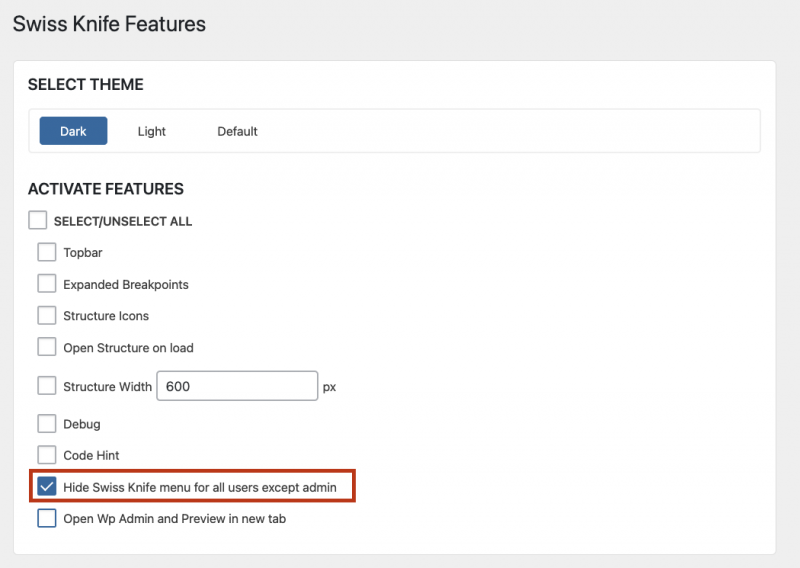 Swiss Knife Features
SELECT THEME
Dark Light Default
ACTIVATE FEATURES
SELECT/UNSELECT ALL
Topbar
Expanded Breakpoints
Structure Icons
Open Structure on load
Structure Width 600 px
Debug
Code Hint
Hide Swiss Knife menu for all users except admin
Open Wp Admin and Preview in new tab